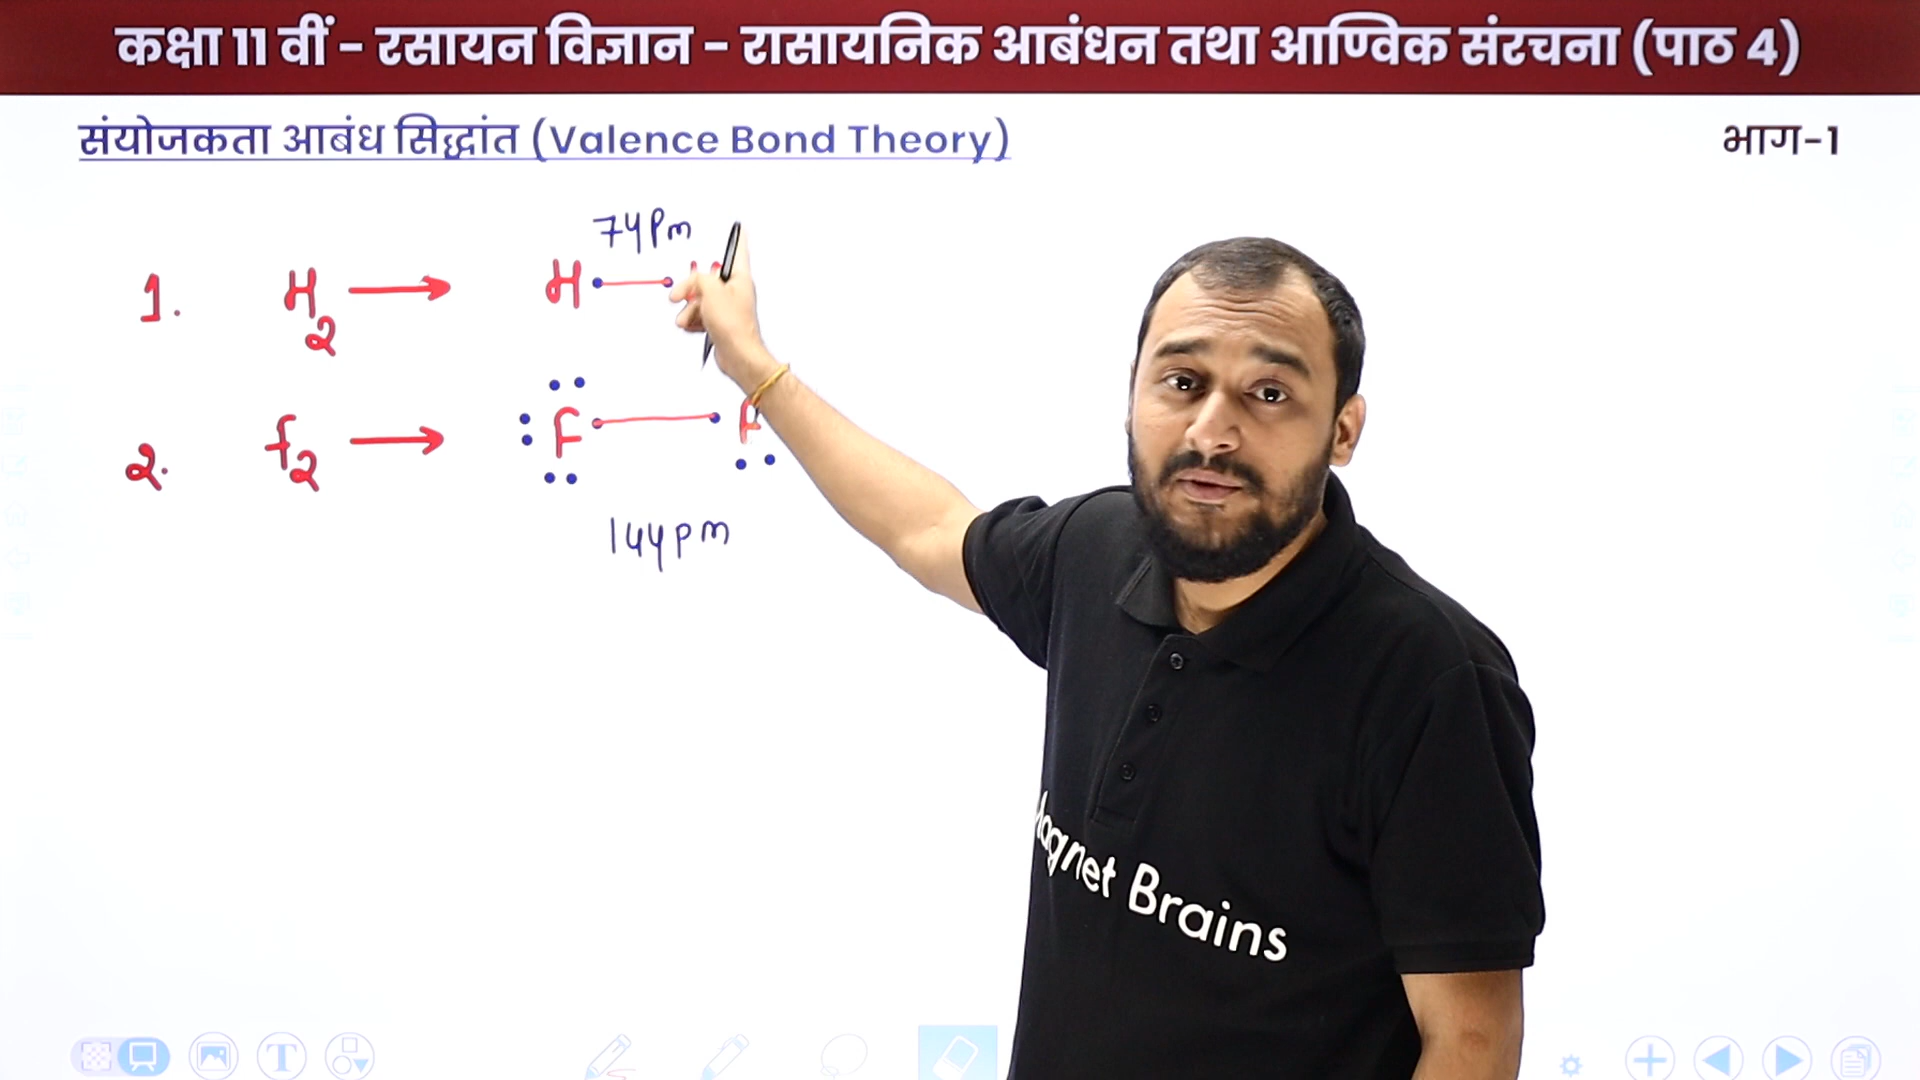 कक्षा 11 वीं - रसायन विज्ञान - रासायनिक आबंधन तथा आण्विक संरचना (पाठ 4)
संयोजकता आबंध सिद्धांत (Valence Bond Theory)
भाग-1
74Pm
1. H2 → H
2. f2 → F F
144pm
Magnet Brains
T